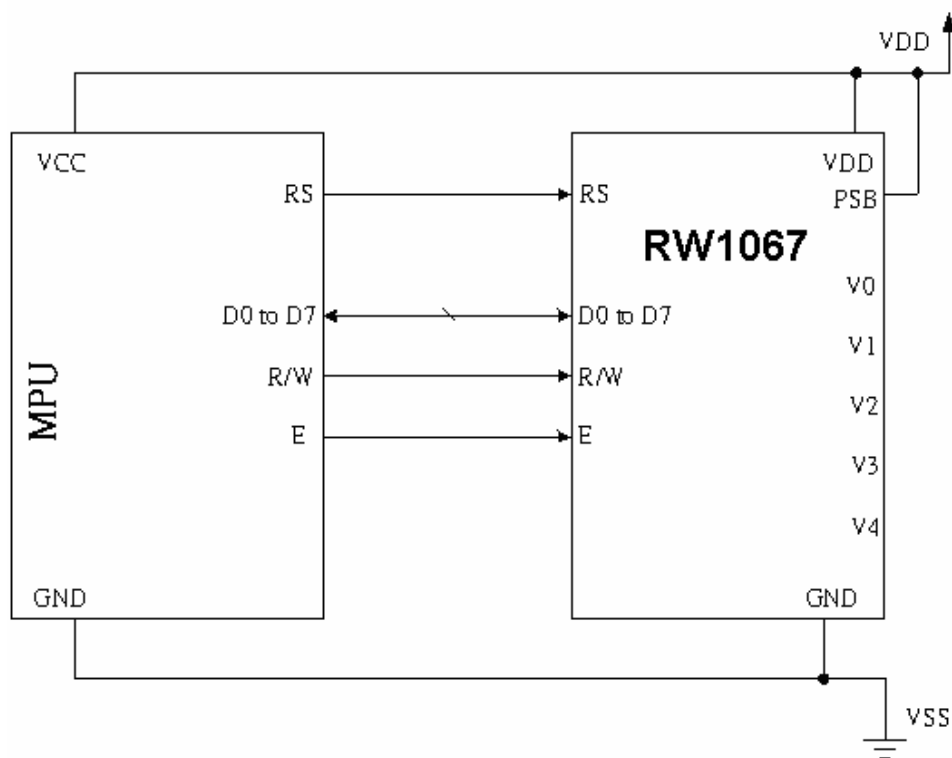 VDD
VCC
VDD
RS
RS
PSB
RW1067
V0
D0 to D7
D0 to D7
V1
R/W
R/W
MPU
V2
E
E
V3
V4
GND
GND
VSS